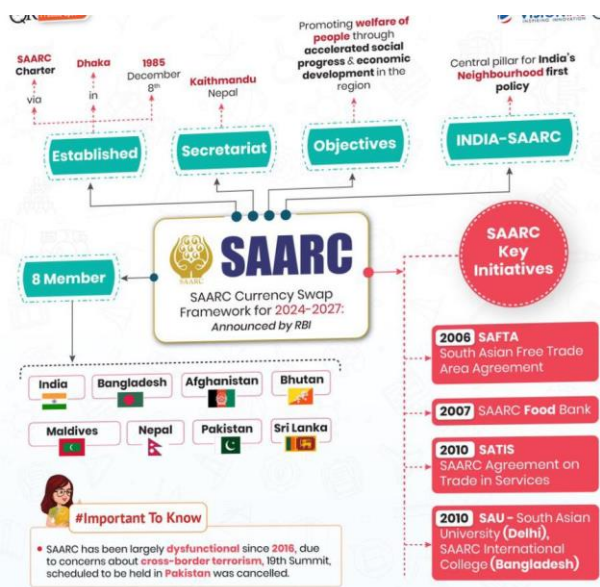 SAARC
Charter
via
Dhaka
in
1985
December
8th
Kaithmandu
Nepal
Promoting welfare of
people through
accelerated social
progress & economic
development in the
region
Central pillar for India's
Neighbourhood first
policy
INSPIRING INNOVATION
Established
Secretariat
Objectives
INDIA-SAARC
SAARC
SAARC
SAARC Currency Swap
Framework for 2024-2027:
Announced by RBI
8 Member
India
Bangladesh
Afghanistan
Bhutan
Maldives
Nepal
Pakistan
Sri Lanka
SAARC
Key
Initiatives
2006 SAFTA
South Asian Free Trade
Area Agreement
2007 SAARC Food Bank
2010 SATIS
SAARC Agreement on
Trade in Services
2010 SAU - South Asian
University (Delhi),
SAARC International
College (Bangladesh)
#Important To Know
• SAARC has been largely dysfunctional since 2016, due
to concerns about cross-border terrorism, 19th Summit,
scheduled to be held in Pakistan was cancelled.